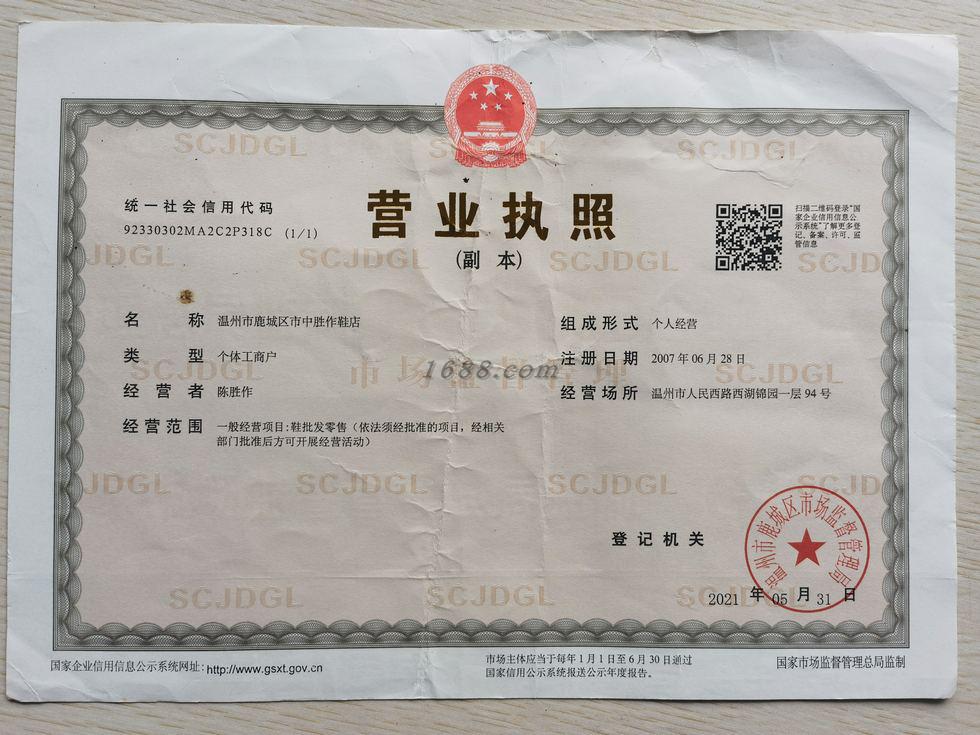 统一社会信用代码
92330302MA2C2P318C (1/1)
营业执照
(副 本)
扫描二维码登录“国
家企业信用信息公
示系统”了解更多登
记、备案、许可、监
管信息
名 称 温州市鹿城区市中胜作鞋店
类 型 个体工商户
经 营 者 陈胜作
经营范围 一般经营项目:鞋批发零售(依法须经批准的项目,经相关
部门批准后方可开展经营活动)
组成形式 个人经营
注册日期 2007 年 06 月 28 日
经营场所 温州市人民西路西湖锦园一层 94 号
1688.com
市场监督管理
SCJDGL
登记机关
温州市鹿城区市场监督管理局
2021 年 05 月 31 日
国家企业信用信息公示系统网址: http://www.gsxt.gov.cn
市场主体应当于每年 1 月 1 日至 6 月 30 日通过
国家信用公示系统报送公示年度报告。
国家市场监督管理总局监制